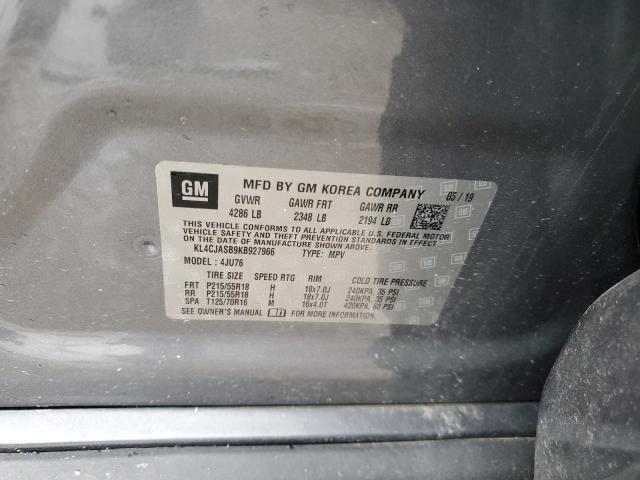 GM MFD BY GM KOREA COMPANY 05/19
GVWR GAWR FRT GAWR RR
4286 LB 2348 LB 2194 LB
THIS VEHICLE CONFORMS TO ALL APPLICABLE U.S. FEDERAL MOTOR
VEHICLE SAFETY AND THEFT PREVENTION STANDARDS IN EFFECT ON
THE DATE OF MANUFACTURE SHOWN ABOVE.
KL4CJASB9KB927966 TYPE: MPV
MODEL : 4JU76
TIRE SIZE SPEED RTG RIM COLD TIRE PRESSURE
FRT P215/55R18 H 18x7.0J 240KPA, 35 PSI
RR P215/55R18 H 18x7.0J 240KPA, 35 PSI
SPA T125/70R16 M 16x4.0T 420KPA, 60 PSI
SEE OWNER'S MANUAL FOR MORE INFORMATION.